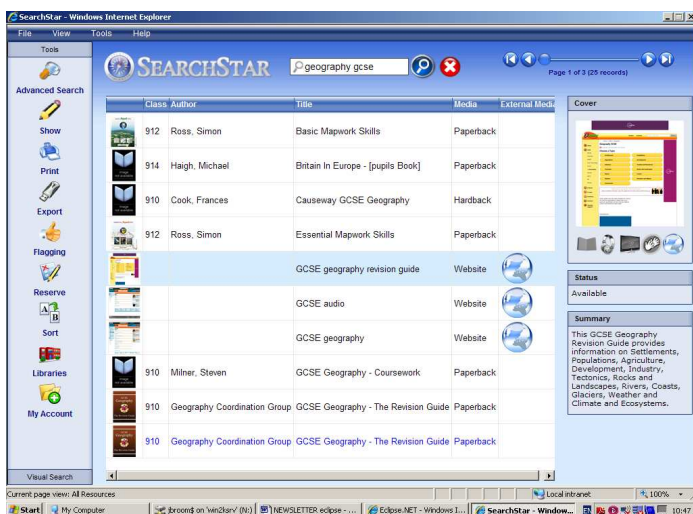 SearchStar - Windows Internet Explorer
File View Tools Help
Tools
Advanced Search
Show
Print
Export
Flagging
Reserve
Sort
Libraries
My Account
Visual Search
SEARCHSTAR
geography gcse
Page 1 of 3 (25 records)
Class Author Title Media External Media
912 Ross, Simon Basic Mapwork Skills Paperback
914 Haigh, Michael Britain In Europe - [pupils Book] Paperback
910 Cook, Frances Causeway GCSE Geography Hardback
912 Ross, Simon Essential Mapwork Skills Paperback
GCSE geography revision guide Website
GCSE audio Website
GCSE geography Website
910 Milner, Steven GCSE Geography - Coursework Paperback
910 Geography Coordination Group GCSE Geography - The Revision Guide Paperback
910 Geography Coordination Group GCSE Geography - The Revision Guide Paperback
Cover
Status
Available
Summary
This GCSE Geography
Revision Guide provides
information on Settlements,
Populations, Agriculture,
Development, Industry,
Tectonics, Rocks and
Landscapes, Rivers, Coasts,
Glaciers, Weather and
Climate and Ecosystems.
Current page view: All Resources
Local intranet 100%
Start My Computer jbroom$ on 'win2ksrv' (N:) NEWSLETTER eclipse - ... Eclipse.NET - Windows I... SearchStar - Window... 10:47